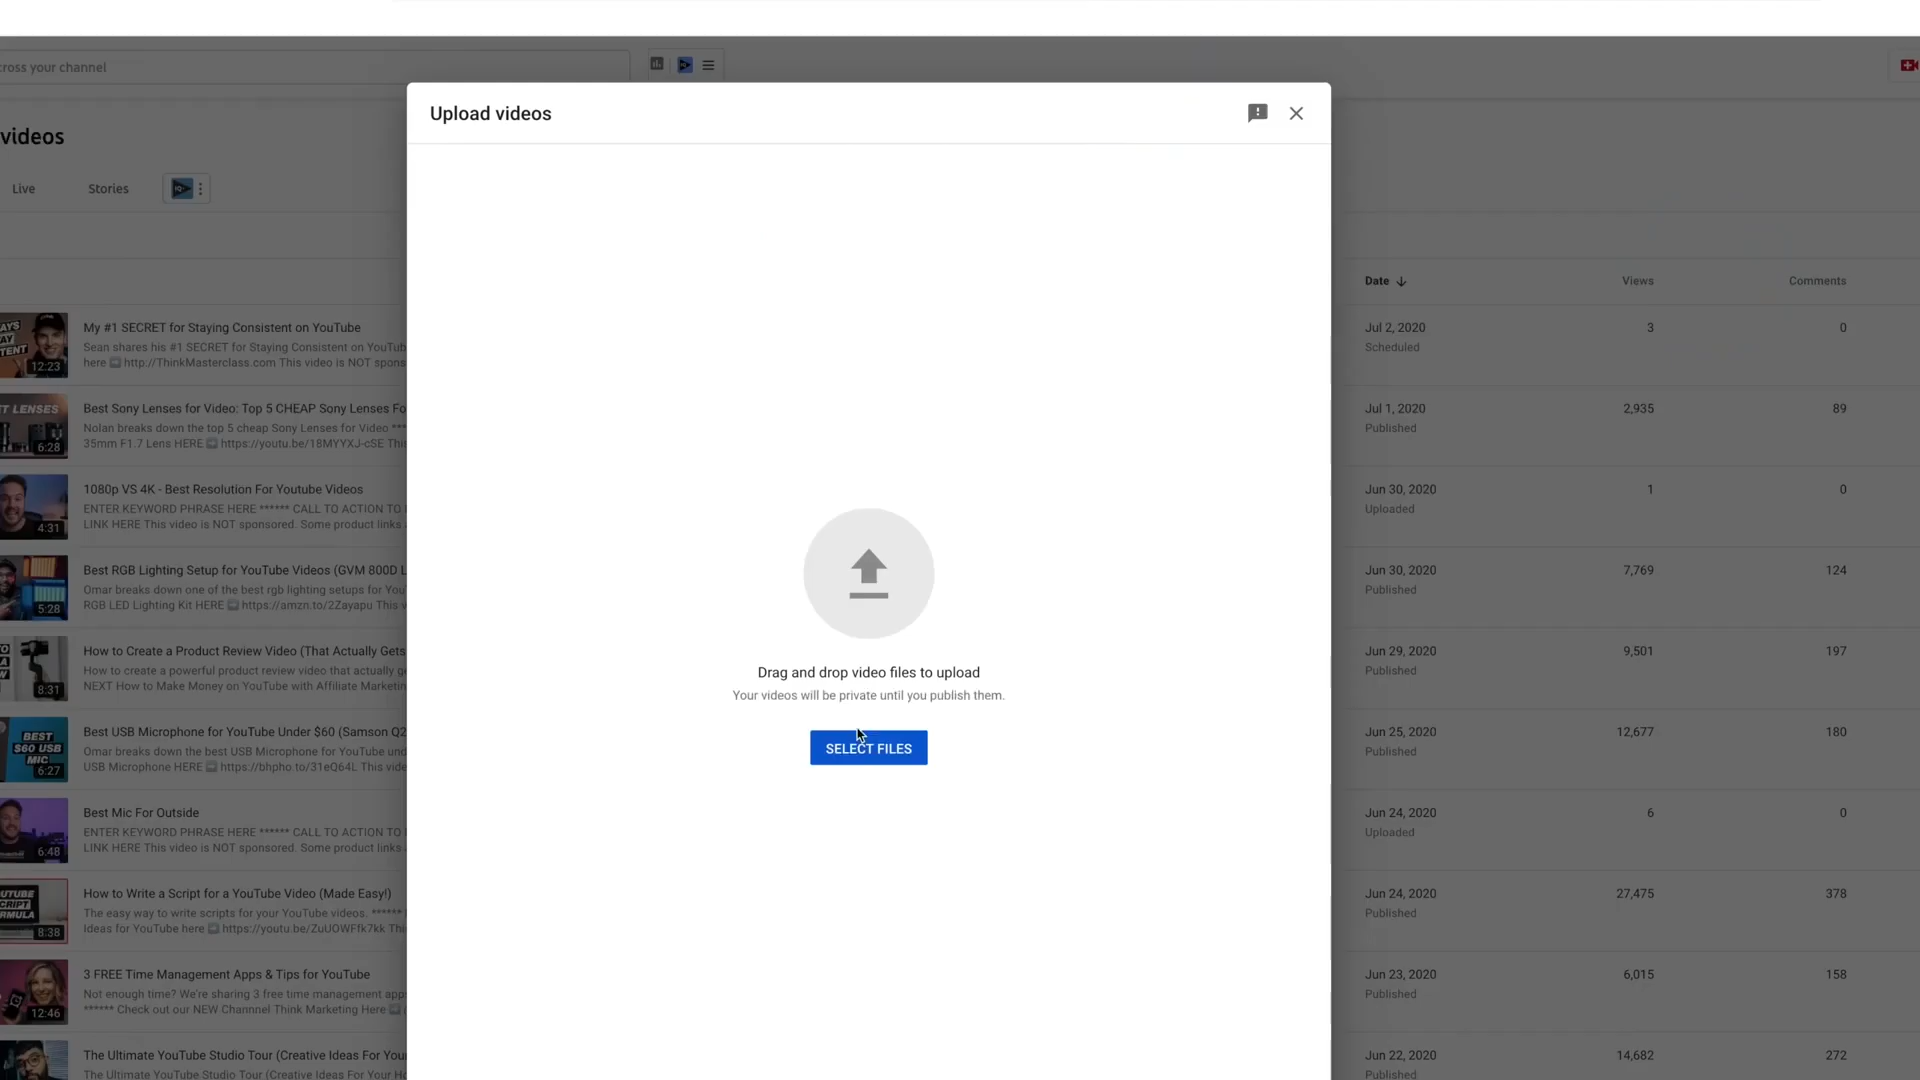 cross your channel
Upload videos
videos
Live
Stories
Date
Views
Comments
My #1 SECRET for Staying Consistent on YouTube
Sean shares his #1 SECRET for Staying Consistent on YouTub
here http://ThinkMasterclass.com This video is NOT spons
12:23
Jul 2, 2020
Scheduled
3
0
LENSES
6:28
Best Sony Lenses for Video: Top 5 CHEAP Sony Lenses Fo
Nolan breaks down the top 5 cheap Sony Lenses for Video ***
35mm F1.7 Lens HERE https://youtu.be/18MYYXJ-cSE Thi
Jul 1, 2020
Published
2,935
89
4:31
1080p VS 4K - Best Resolution For Youtube Videos
ENTER KEYWORD PHRASE HERE ****** CALL TO ACTION TO
LINK HERE This video is NOT sponsored. Some product links
Jun 30, 2020
Uploaded
1
0
5:28
Best RGB Lighting Setup for YouTube Videos (GVM 800D L
Omar breaks down one of the best rgb lighting setups for You
RGB LED Lighting Kit HERE https://amzn.to/2Zayapu This v
Jun 30, 2020
Published
7,769
124
8:31
How to Create a Product Review Video (That Actually Gets
How to create a powerful product review video that actually ge
NEXT How to Make Money on YouTube with Affiliate Marketin
Jun 29, 2020
Published
9,501
197
Drag and drop video files to upload
Your videos will be private until you publish them.
SELECT FILES
BEST
$60 USB
MIC
6:27
Best USB Microphone for YouTube Under $60 (Samson Q2
Omar breaks down the best USB Microphone for YouTube und
USB Microphone HERE https://bhpho.to/31eQ64L This vide
Jun 25, 2020
Published
12,677
180
6:48
Best Mic For Outside
ENTER KEYWORD PHRASE HERE ****** CALL TO ACTION TO
LINK HERE This video is NOT sponsored. Some product links
Jun 24, 2020
Uploaded
6
0
8:38
How to Write a Script for a YouTube Video (Made Easy!)
The easy way to write scripts for your YouTube videos. ******
Ideas for YouTube here https://youtu.be/ZuUOWFfk7kk Thi
Jun 24, 2020
Published
27,475
378
12:46
3 FREE Time Management Apps & Tips for YouTube
Not enough time? We're sharing 3 free time management app
****** Check out our NEW Channnel Think Marketing Here
Jun 23, 2020
Published
6,015
158
The Ultimate YouTube Studio Tour (Creative Ideas For You
The Ultimate YouTube Studio Tour (Creative Ideas For Your H
Jun 22, 2020
Published
14,682
272